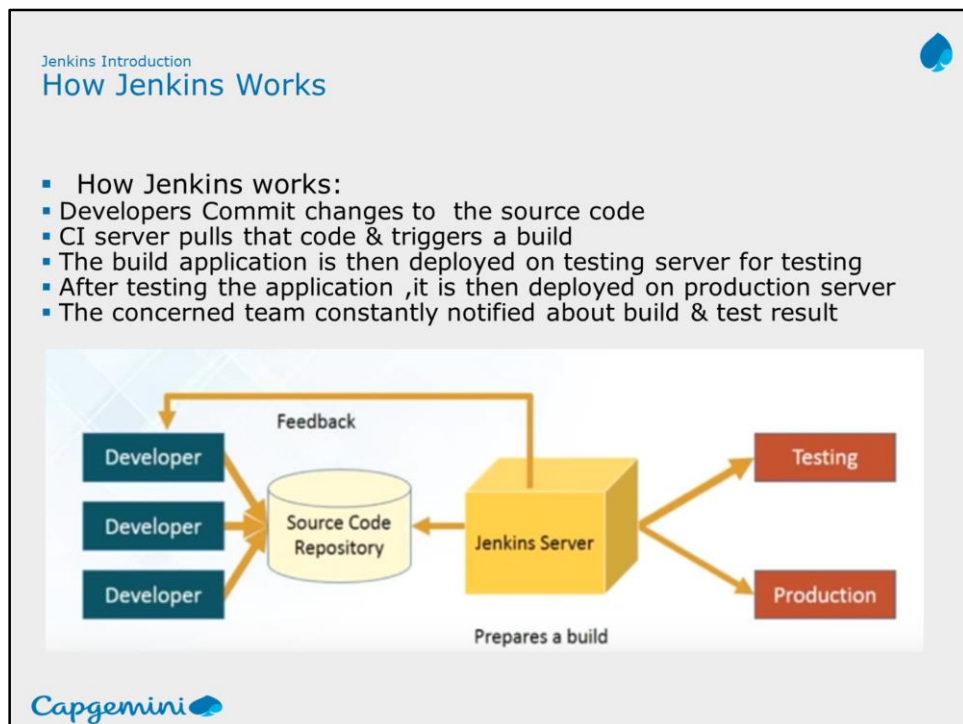 Jenkins Introduction
How Jenkins Works
How Jenkins works:
Developers Commit changes to  the source code
CI server pulls that code & triggers a build
The build application is then deployed on testing server for testing
After testing the application ,it is then deployed on production server
The concerned team constantly notified about build & test result
Feedback
Developer
Developer
Developer
Source Code
Repository
Jenkins Server
Prepares a build
Testing
Production
Capgemini